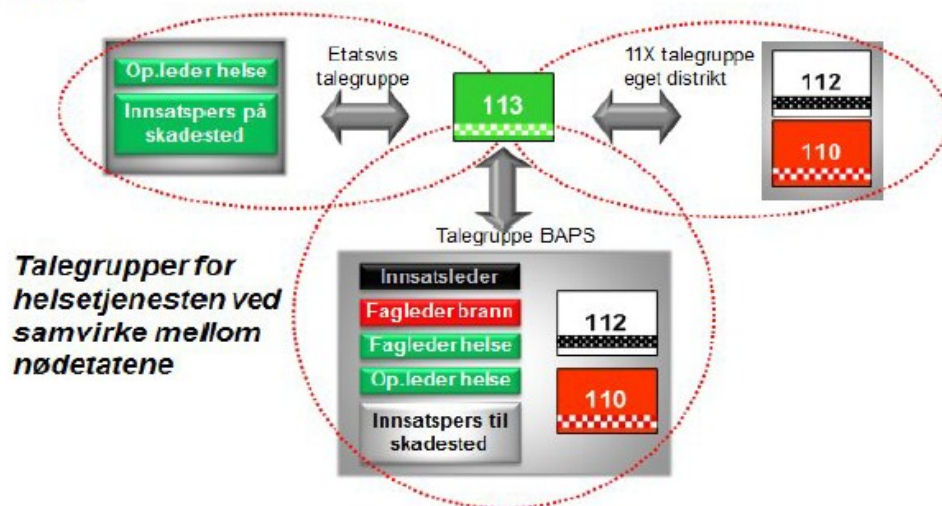 Etatsvis
talegruppe
11X talegruppe
eget distrikt
Op.leder helse
Innsatspers på
skadested
113
112
110
Talegruppe BAPS
Talegrupper for
helsetjenesten ved
samvirke mellom
nødetatene
Innsatsleder
Fagleder brann
Fagleder helse
Op.leder helse
Innsatspers til
skadested
112
110